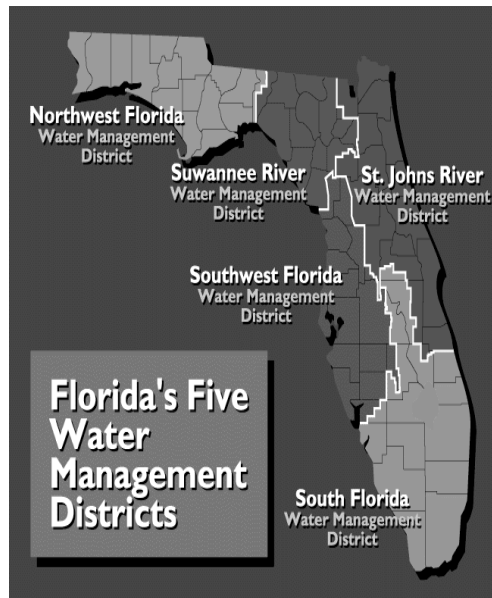 Northwest Florida
Water Management
District
Suwannee River
Water Management
District
St. Johns River
Water Management
District
Southwest Florida
Water Management
District
Florida's Five
Water
Management
Districts
South Florida
Water Management
District